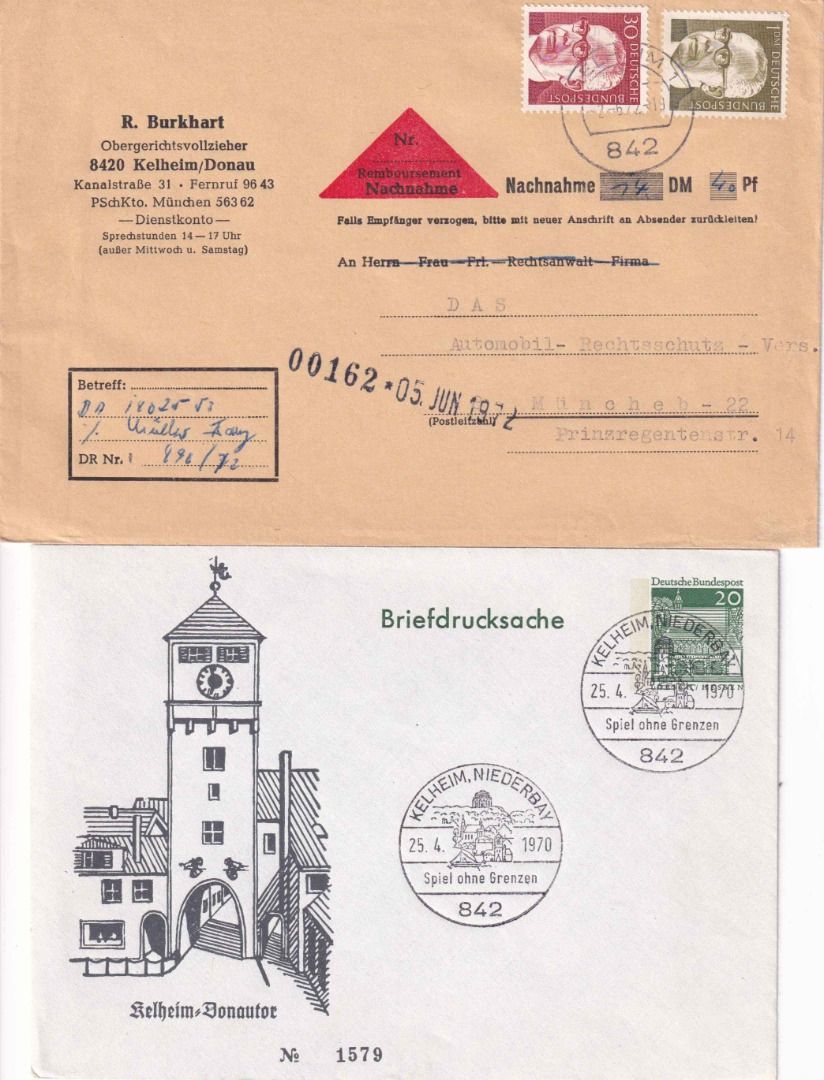 30
DEUTSCHE
BUNDESPOST
1 DM
DEUTSCHE
BUNDESPOST
842
R. Burkhart
Obergerichtsvollzieher
8420 Kelheim/Donau
Kanalstraße 31 · Fernruf 96 43
PSchKto. München 563 62
—Dienstkonto—
Sprechstunden 14—17 Uhr
(außer Mittwoch u. Samstag)
Nr.
Remboursement
Nachnahme
Nachnahme 14. DM 40 Pf
Falls Empfänger verzogen, bitte mit neuer Anschrift an Absender zurückleiten!
An Herrn—Frau—Frl.—Rechtsanwalt—Firma
DAS
Automobil- Rechtsschutz - Vers.
00162 * 05. JUN 1972
Müncheb - 22
(Postleitzahl)
Prinzregentenstr. 14
Betreff:
DR Nr. 890/72
Briefdrucksache
Deutsche Bundespost
20
KELHEIM, NIEDERBAY
25. 4. 1970
Spiel ohne Grenzen
842
KELHEIM, NIEDERBAY
25. 4. 1970
Spiel ohne Grenzen
842
Kelheim-Donautor
№ 1579